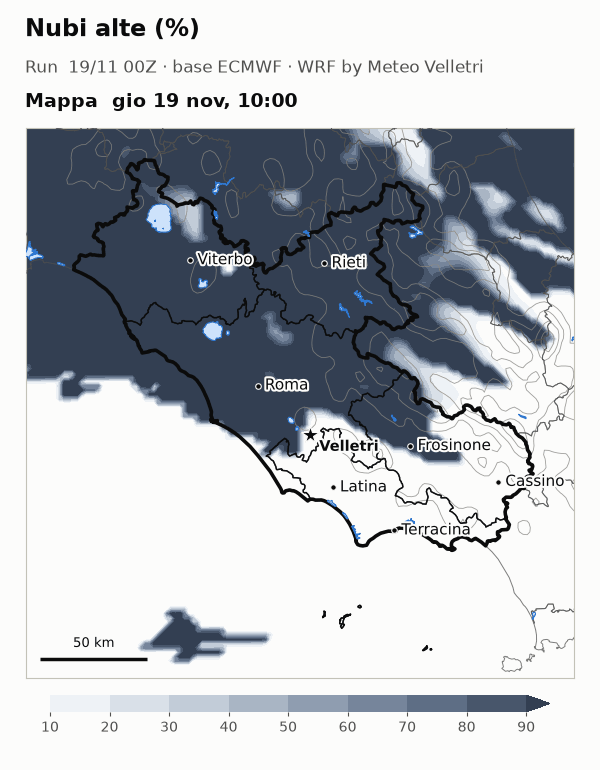 Nubi alte (%)
Run 19/11 00Z · base ECMWF · WRF by Meteo Velletri
Mappa gio 19 nov, 10:00
Viterbo
Rieti
Roma
Velletri
Frosinone
Latina
Cassino
Terracina
50 km
10 20 30 40 50 60 70 80 90